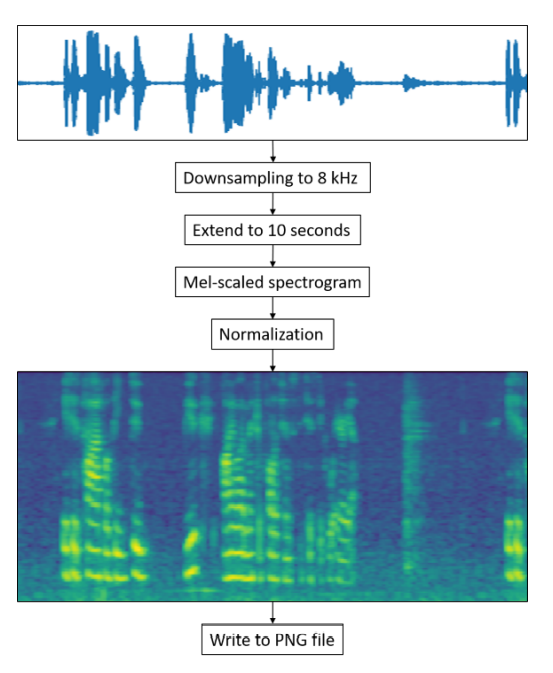 Downsampling to 8 kHz
Extend to 10 seconds
Mel-scaled spectrogram
Normalization
Write to PNG file